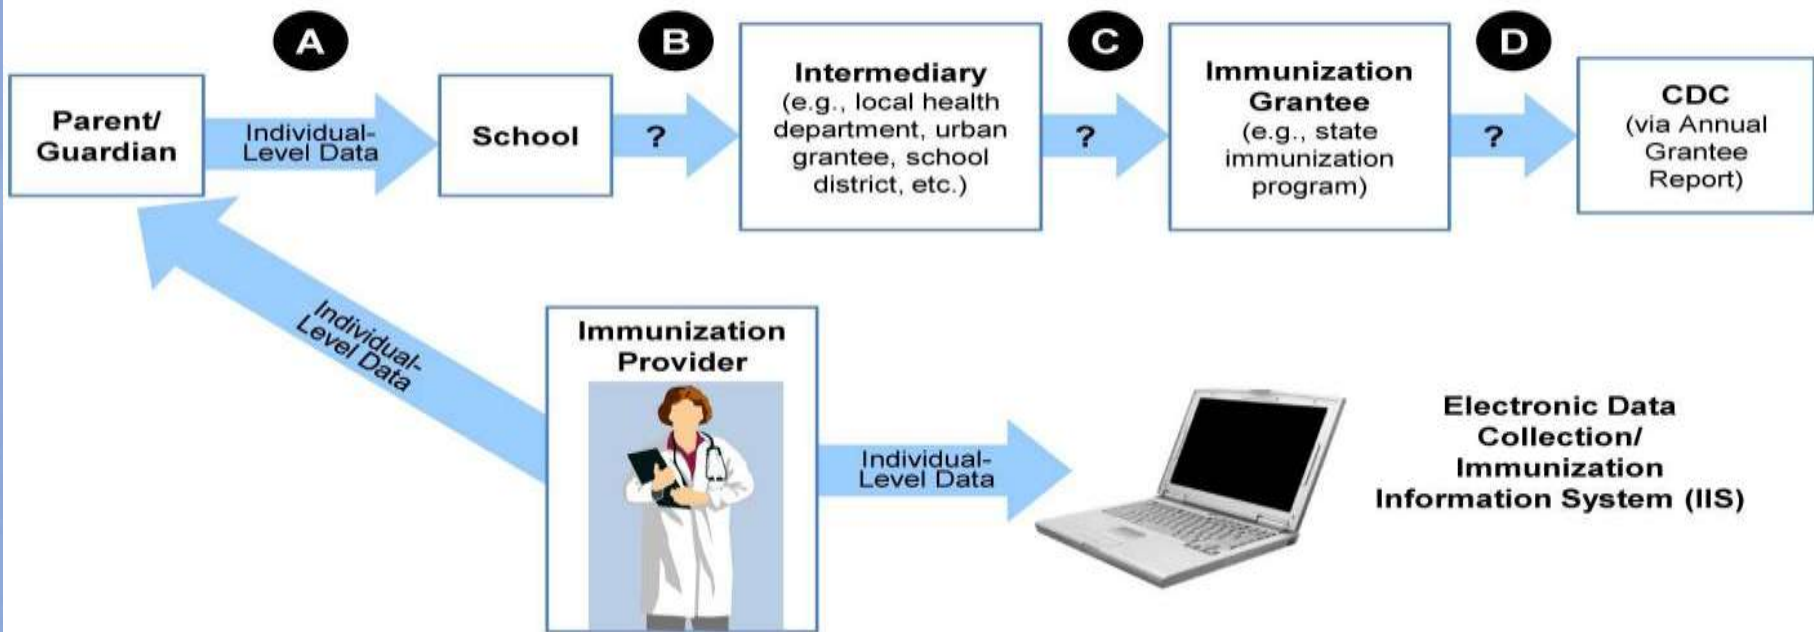 A
B
C
D
Parent/
Guardian
Individual-
Level Data
School
?
Intermediary
(e.g., local health
department, urban
grantee, school
district, etc.)
?
Immunization
Grantee
(e.g., state
immunization
program)
?
CDC
(via Annual
Grantee
Report)
Individual-
Level Data
Immunization
Provider
Individual-
Level Data
Electronic Data
Collection/
Immunization
Information System (IIS)